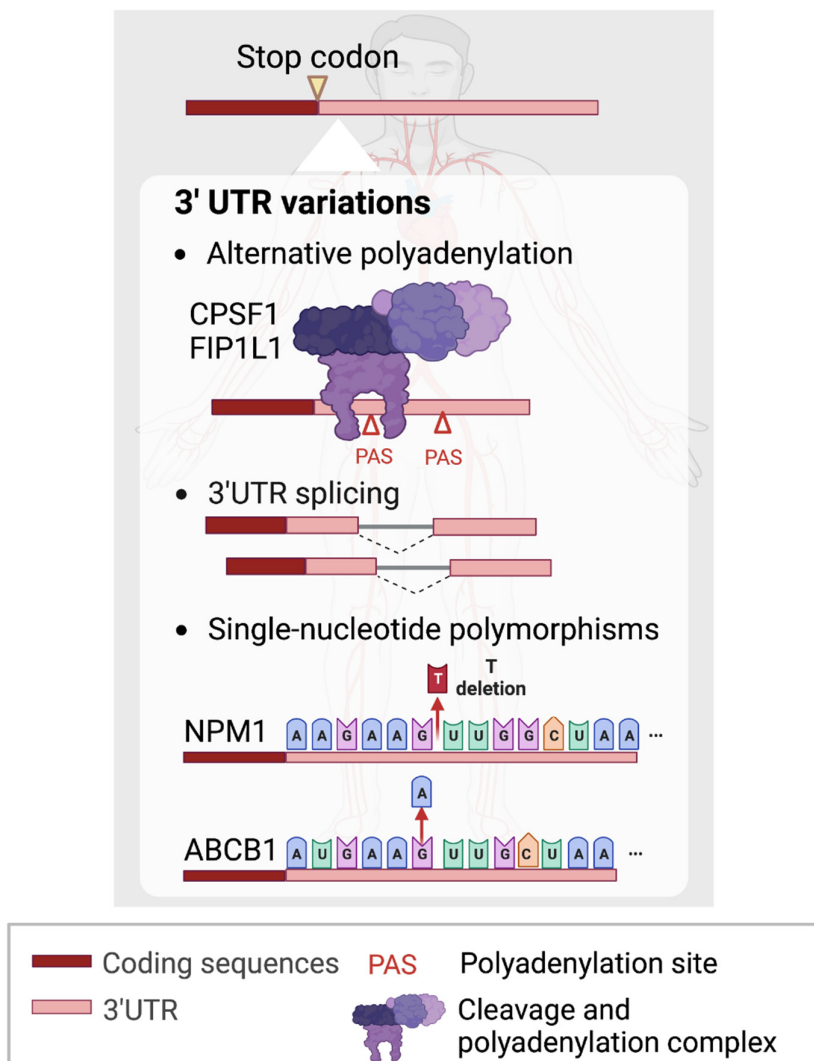 Stop codon
3' UTR variations
• Alternative polyadenylation
CPSF1
FIP1L1
PAS PAS
• 3'UTR splicing
• Single-nucleotide polymorphisms
T T
deletion
NPM1 A A G A A G U U G G C U A A ...
A
ABCB1 A U G A A G U U G C U A A ...
Coding sequences PAS Polyadenylation site
3'UTR Cleavage and
polyadenylation complex